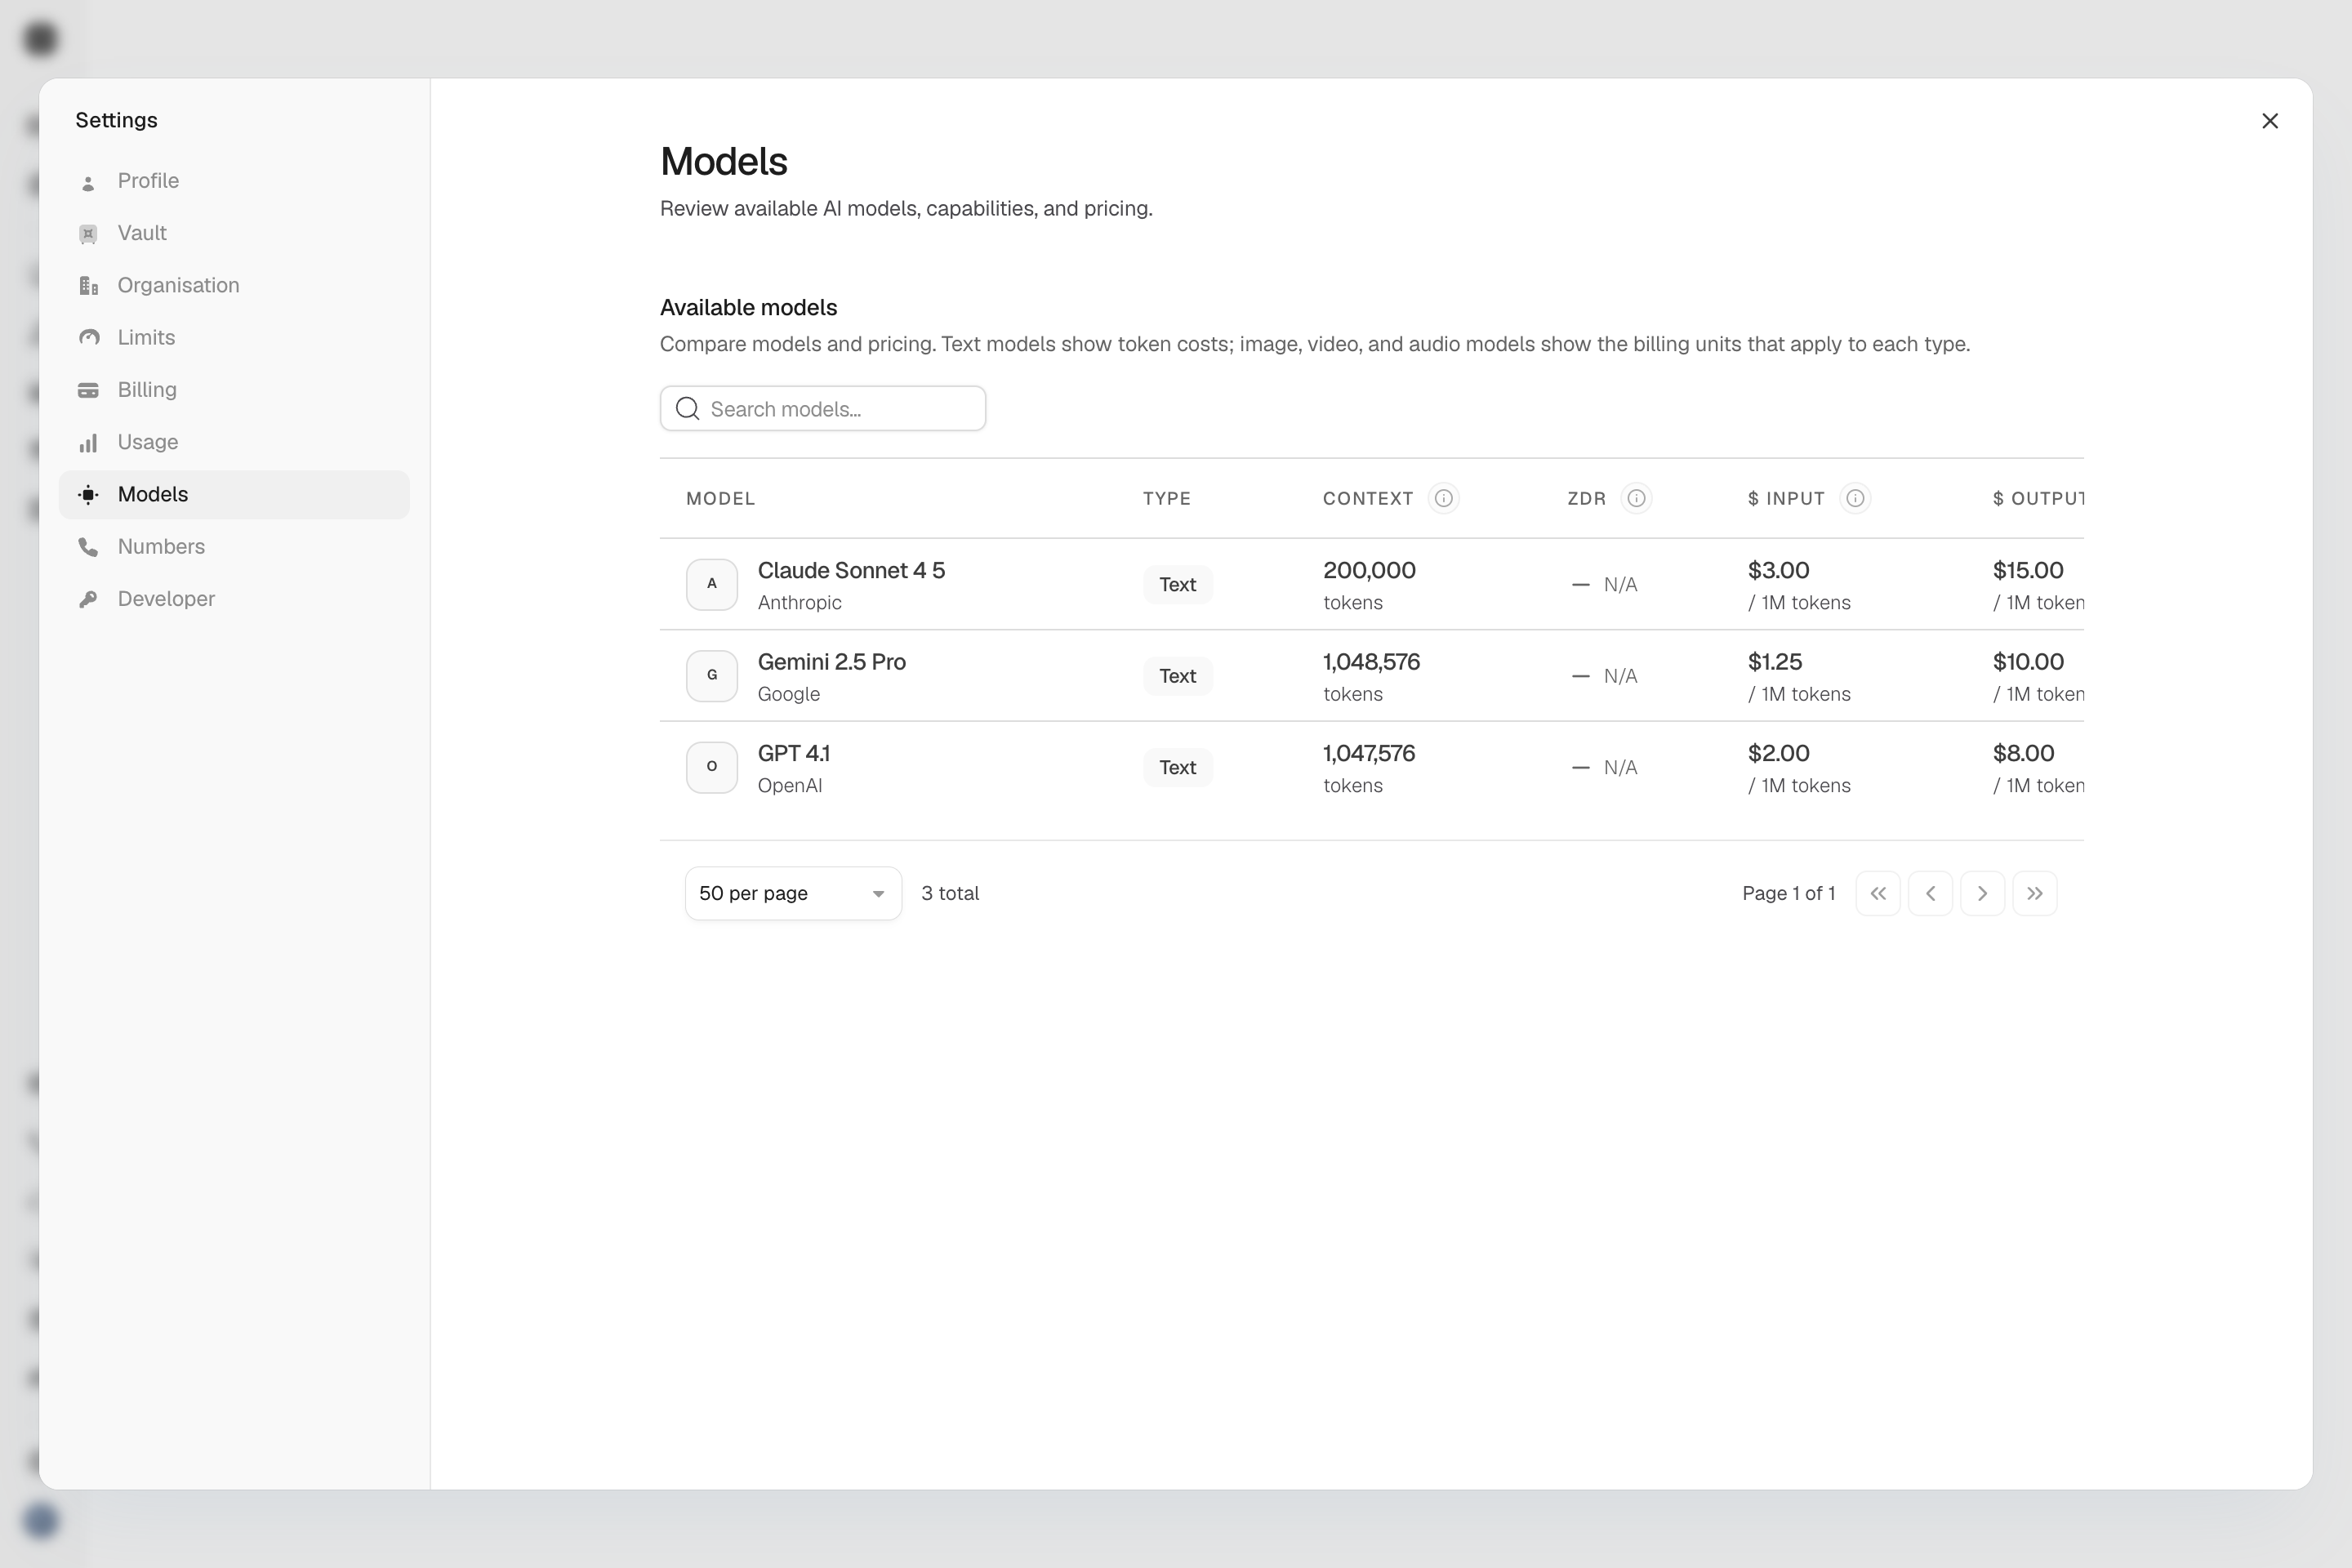 Settings
Profile
Vault
Organisation
Limits
Billing
Usage
Models
Numbers
Developer
Models
Review available AI models, capabilities, and pricing.
Available models
Compare models and pricing. Text models show token costs; image, video, and audio models show the billing units that apply to each type.
Search models...
MODEL TYPE CONTEXT ZDR $ INPUT $ OUTPUT
A Claude Sonnet 4 5 Text 200,000 — N/A $3.00 $15.00
Anthropic tokens / 1M tokens / 1M token
G Gemini 2.5 Pro Text 1,048,576 — N/A $1.25 $10.00
Google tokens / 1M tokens / 1M token
O GPT 4.1 Text 1,047,576 — N/A $2.00 $8.00
OpenAI tokens / 1M tokens / 1M token
50 per page 3 total Page 1 of 1